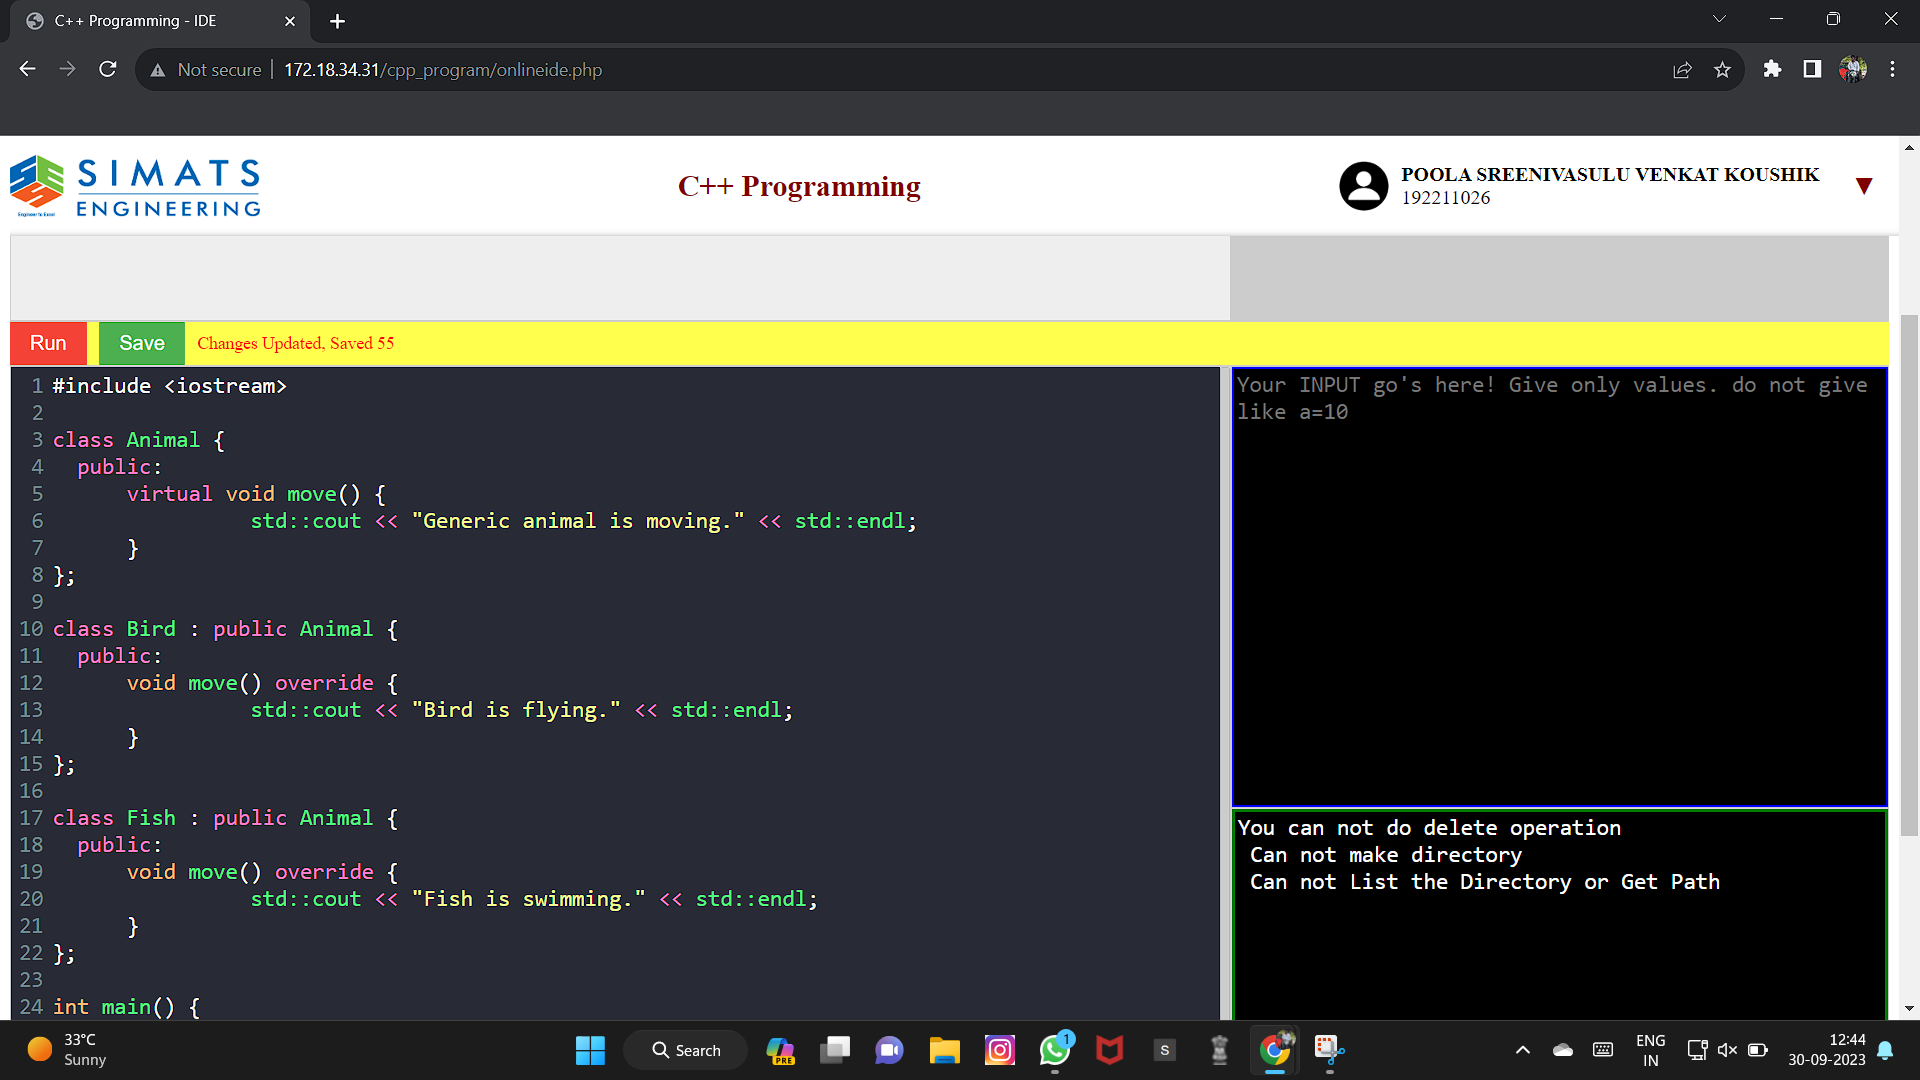 C++ Programming - IDE
Not secure
172.18.34.31/cpp_program/onlineide.php
SIMATS
ENGINEERING
Engineer to Excel
C++ Programming
POOLA SREENIVASULU VENKAT KOUSHIK
192211026
Run
Save
Changes Updated, Saved 55
1 #include <iostream>
2
3 class Animal {
4   public:
5       virtual void move() {
6                 std::cout << "Generic animal is moving." << std::endl;
7       }
8 };
9
10 class Bird : public Animal {
11   public:
12       void move() override {
13                 std::cout << "Bird is flying." << std::endl;
14       }
15 };
16
17 class Fish : public Animal {
18   public:
19       void move() override {
20                 std::cout << "Fish is swimming." << std::endl;
21       }
22 };
23
24 int main() {
Your INPUT go's here! Give only values. do not give
like a=10
You can not do delete operation
Can not make directory
Can not List the Directory or Get Path
33°C
Sunny
Search
PRE
1
S
ENG
IN
12:44
30-09-2023